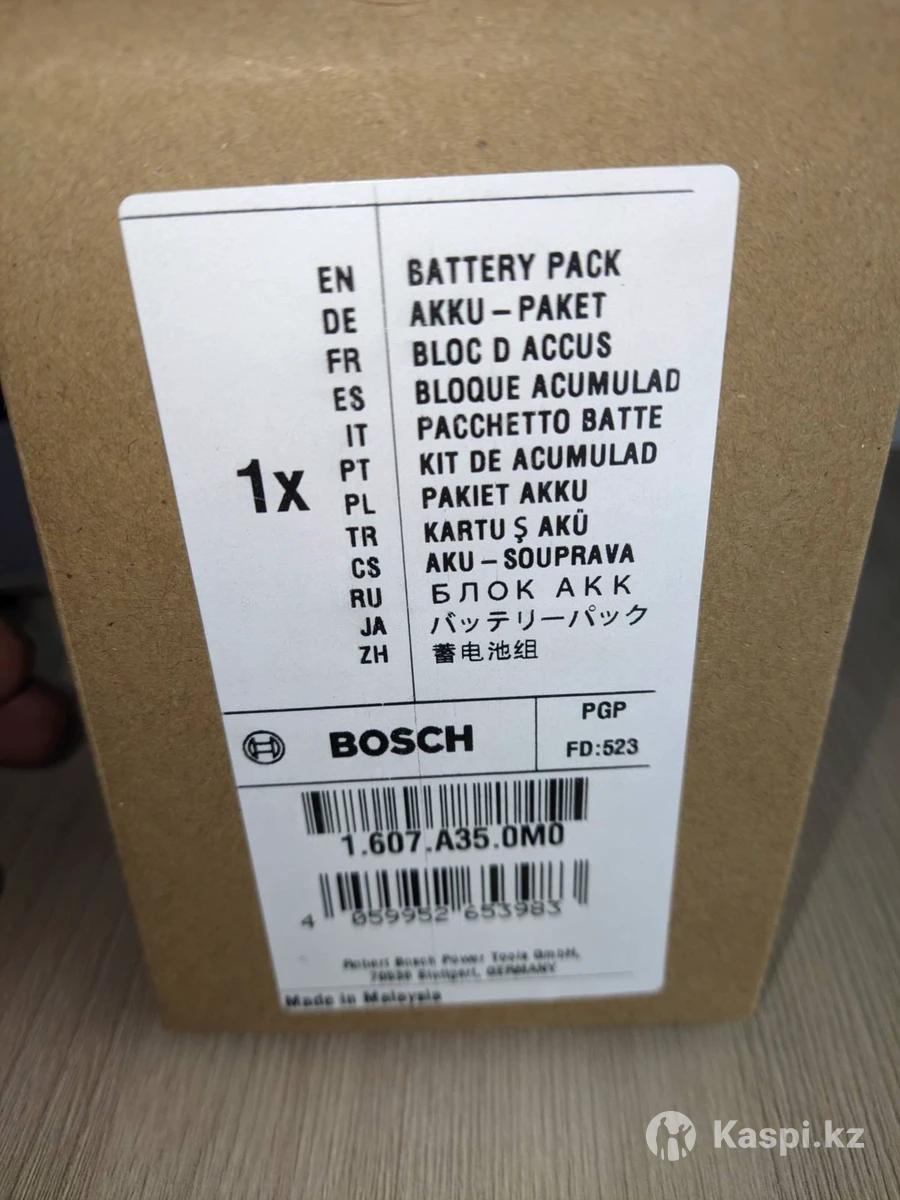 EN BATTERY PACK
DE AKKU – PAKET
FR BLOC D ACCUS
ES BLOQUE ACUMULAD
IT PACCHETTO BATTE
1x PT KIT DE ACUMULAD
PL PAKIET AKKU
TR KARTU Ş AKÜ
CS AKU – SOUPRAVA
RU БЛОК АКК
JA バッテリーパック
ZH 蓄电池组
BOSCH
PGP
FD:523
1.607.A35.0M0
4 059952 653983
Robert Bosch Power Tools GmbH,
70538 Stuttgart, GERMANY
Made in Malaysia
Kaspi.kz